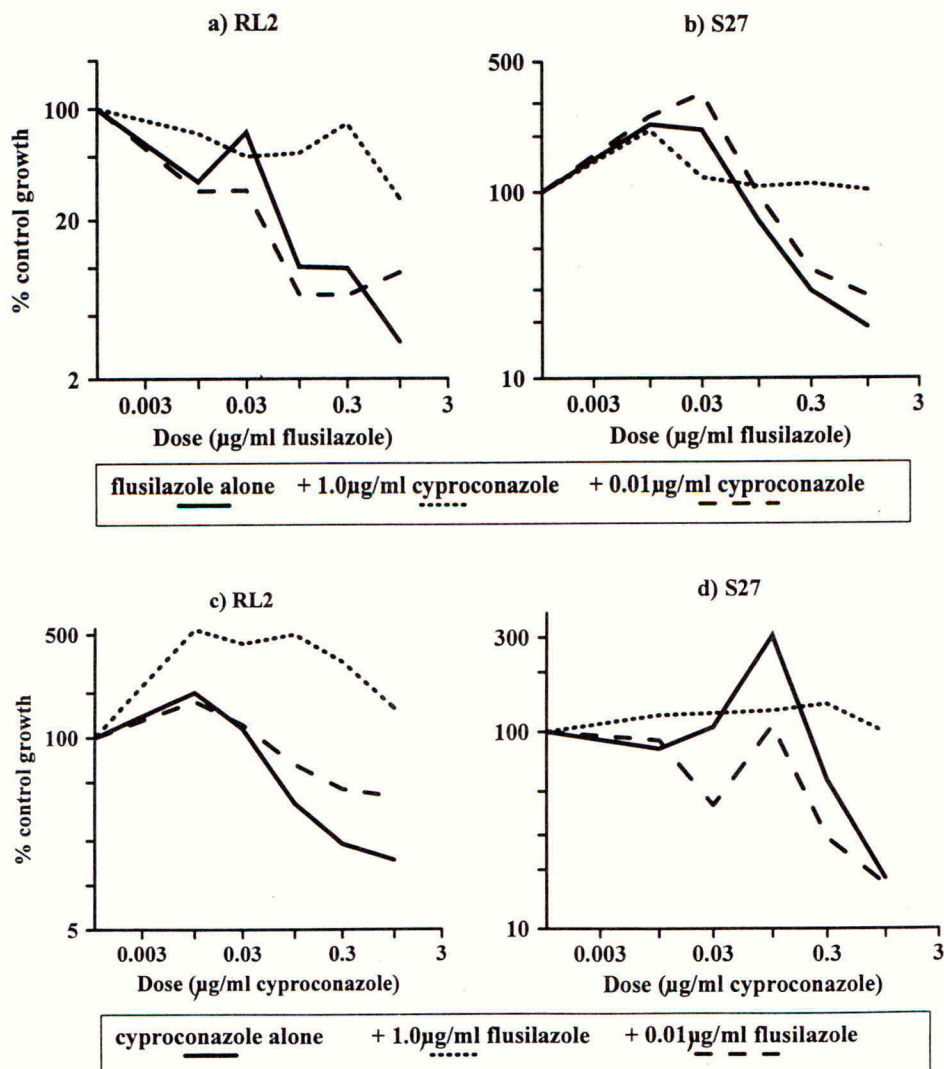 a) RL2
b) S27
% control growth
100
20
2
0.003 0.03 0.3 3
Dose (µg/ml flusilazole)
500
100
10
0.003 0.03 0.3 3
Dose (µg/ml flusilazole)
flusilazole alone + 1.0µg/ml cyproconazole + 0.01µg/ml cyproconazole
c) RL2
d) S27
% control growth
500
100
5
0.003 0.03 0.3 3
Dose (µg/ml cyproconazole)
300
100
10
0.003 0.03 0.3 3
Dose (µg/ml cyproconazole)
cyproconazole alone + 1.0µg/ml flusilazole + 0.01µg/ml flusilazole